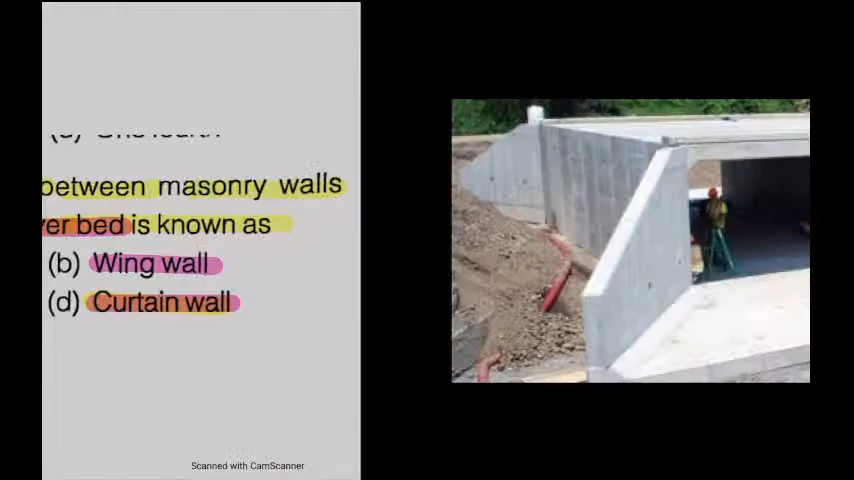 between masonry walls
er bed is known as
(b) Wing wall
(d) Curtain wall
Scanned with CamScanner